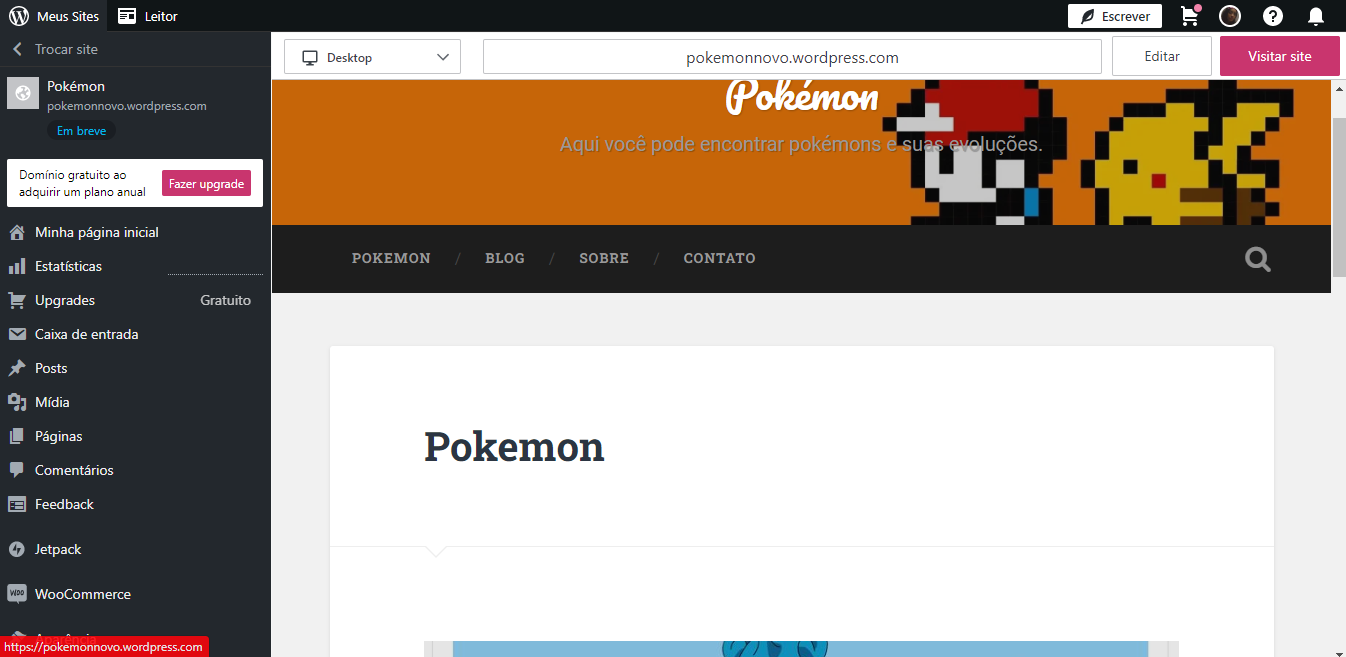 Meus Sites
Leitor
Escrever
Trocar site
Desktop
pokemonnovo.wordpress.com
Editar
Visitar site
Pokémon
pokemonnovo.wordpress.com
Em breve
Domínio gratuito ao
adquirir um plano anual
Fazer upgrade
Minha página inicial
Estatísticas
Upgrades
Gratuito
Caixa de entrada
Posts
Mídia
Páginas
Comentários
Feedback
Jetpack
WOO
WooCommerce
Aparência
https://pokemonnovo.wordpress.com
Pokémon
Aqui você pode encontrar pokémons e suas evoluções.
POKEMON / BLOG / SOBRE / CONTATO
Pokemon